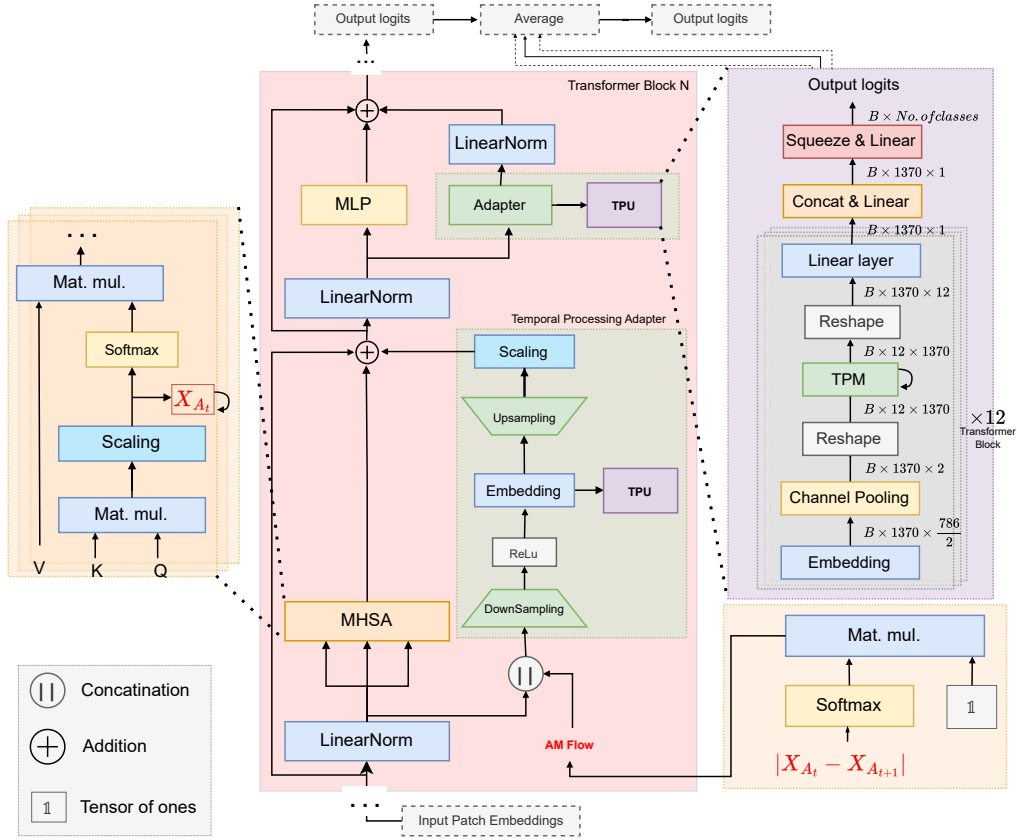 Output logits
Average
Output logits
Transformer Block N
LinearNorm
MLP
Adapter
TPU
LinearNorm
Temporal Processing Adapter
Scaling
Upsampling
Embedding
TPU
ReLu
DownSampling
MHSA
| |
LinearNorm
AM Flow
Input Patch Embeddings
...
Mat. mul.
Softmax
X_{A_t}
Scaling
Mat. mul.
V
K
Q
| |
Concatination
Addition
𝟙
Tensor of ones
Output logits
B × No.ofclasses
Squeeze & Linear
B × 1370 × 1
Concat & Linear
B × 1370 × 1
Linear layer
B × 1370 × 12
Reshape
B × 12 × 1370
TPM
B × 12 × 1370
×12
Transformer
Block
Reshape
B × 1370 × 2
Channel Pooling
B × 1370 × 786/2
Embedding
Mat. mul.
Softmax
𝟙
|X_{A_t} − X_{A_{t+1}}|